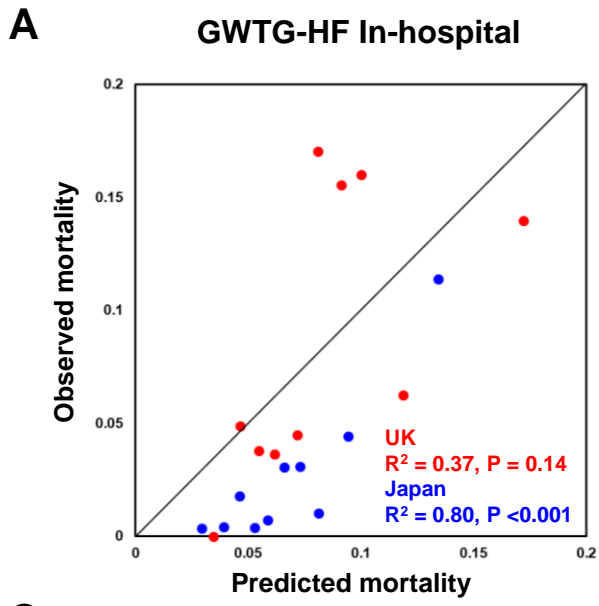 A
GWTG-HF In-hospital
0.2
0.15
0.1
0.05
0
Observed mortality
UK
R² = 0.37, P = 0.14
Japan
R² = 0.80, P <0.001
0
0.05
0.1
0.15
0.2
Predicted mortality